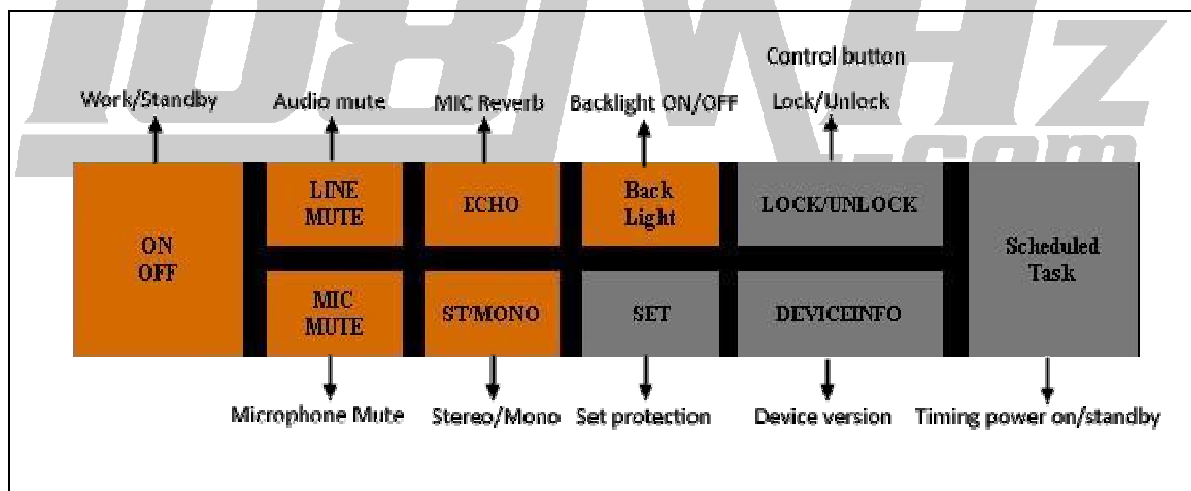 108MHz
.com
Control button
Work/Standby Audio mute MIC Reverb Backlight ON/OFF Lock/Unlock
ON
OFF
LINE
MUTE
ECHO
Back
Light
LOCK/UNLOCK
Scheduled
Task
MIC
MUTE
ST/MONO
SET
DEVICEINFO
Microphone Mute Stereo/Mono Set protection Device version Timing power on/standby